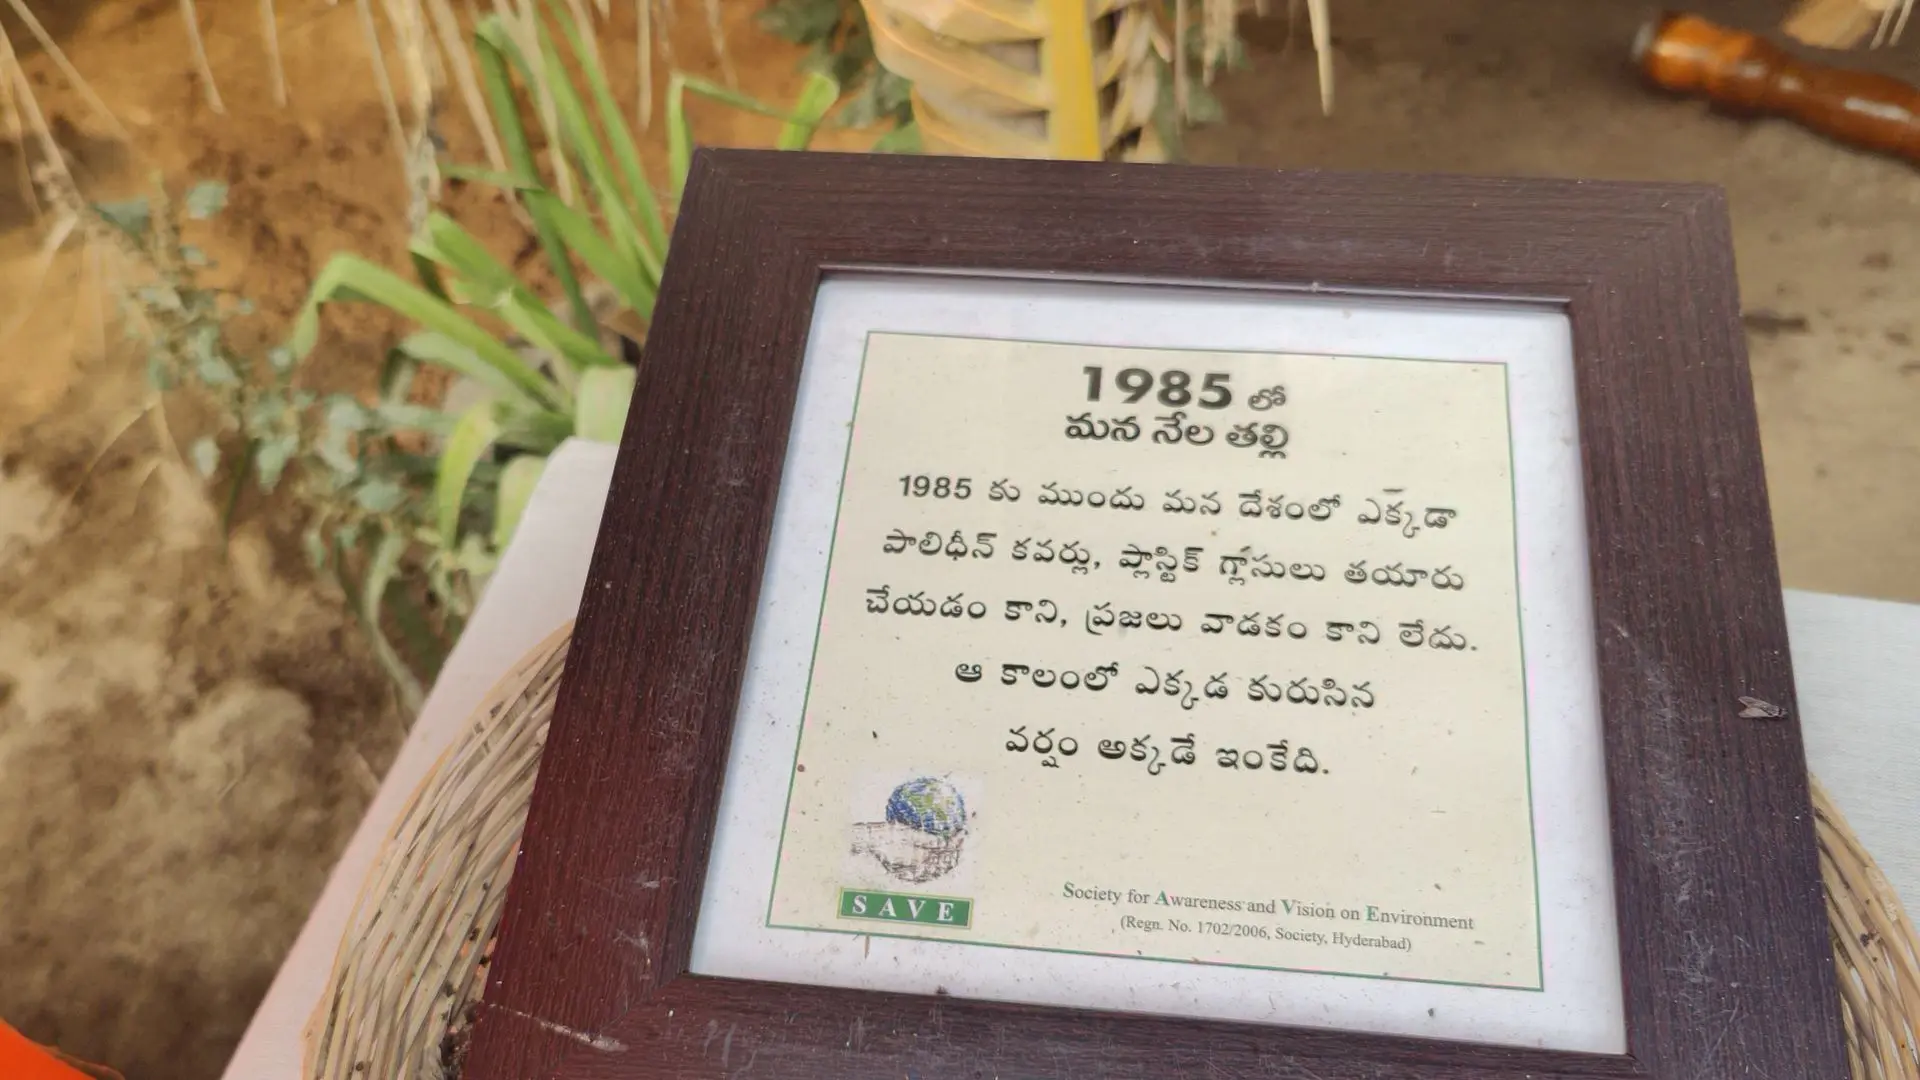 1985 లో
మన నేల తల్లి
1985 కు ముందు మన దేశంలో ఎక్కడా
పాలిథీన్ కవర్లు, ప్లాస్టిక్ గ్లాసులు తయారు
చేయడం కాని, ప్రజలు వాడకం కాని లేదు.
ఆ కాలంలో ఎక్కడ కురుసిన
వర్షం అక్కడే ఇంకేది.
SAVE
Society for Awareness and Vision on Environment
(Regn. No. 1702/2006, Society, Hyderabad)